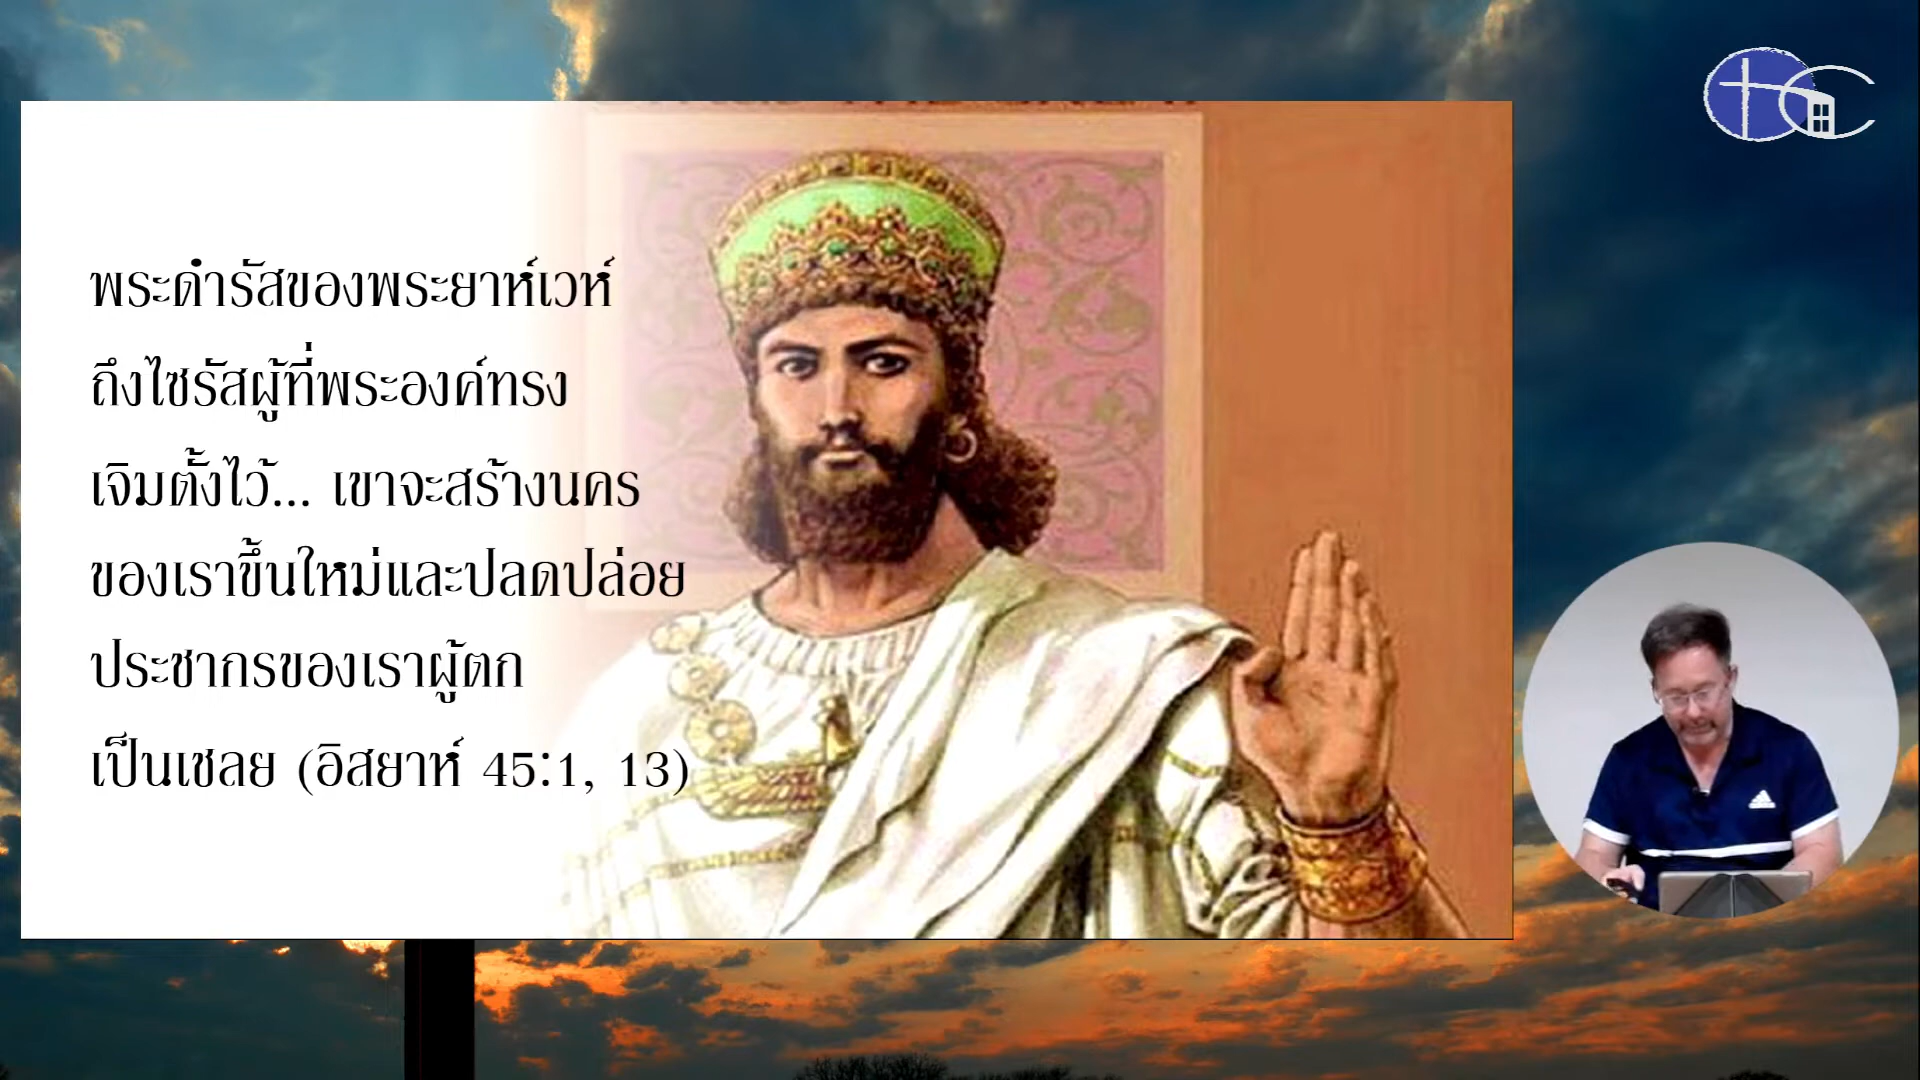 พระดำรัสของพระยาห์เวห์
ถึงไซรัสผู้ที่พระองค์ทรง
เจิมตั้งไว้... เขาจะสร้างนคร
ของเราขึ้นใหม่และปลดปล่อย
ประชากรของเราผู้ตก
เป็นเชลย (อิสยาห์ 45:1, 13)